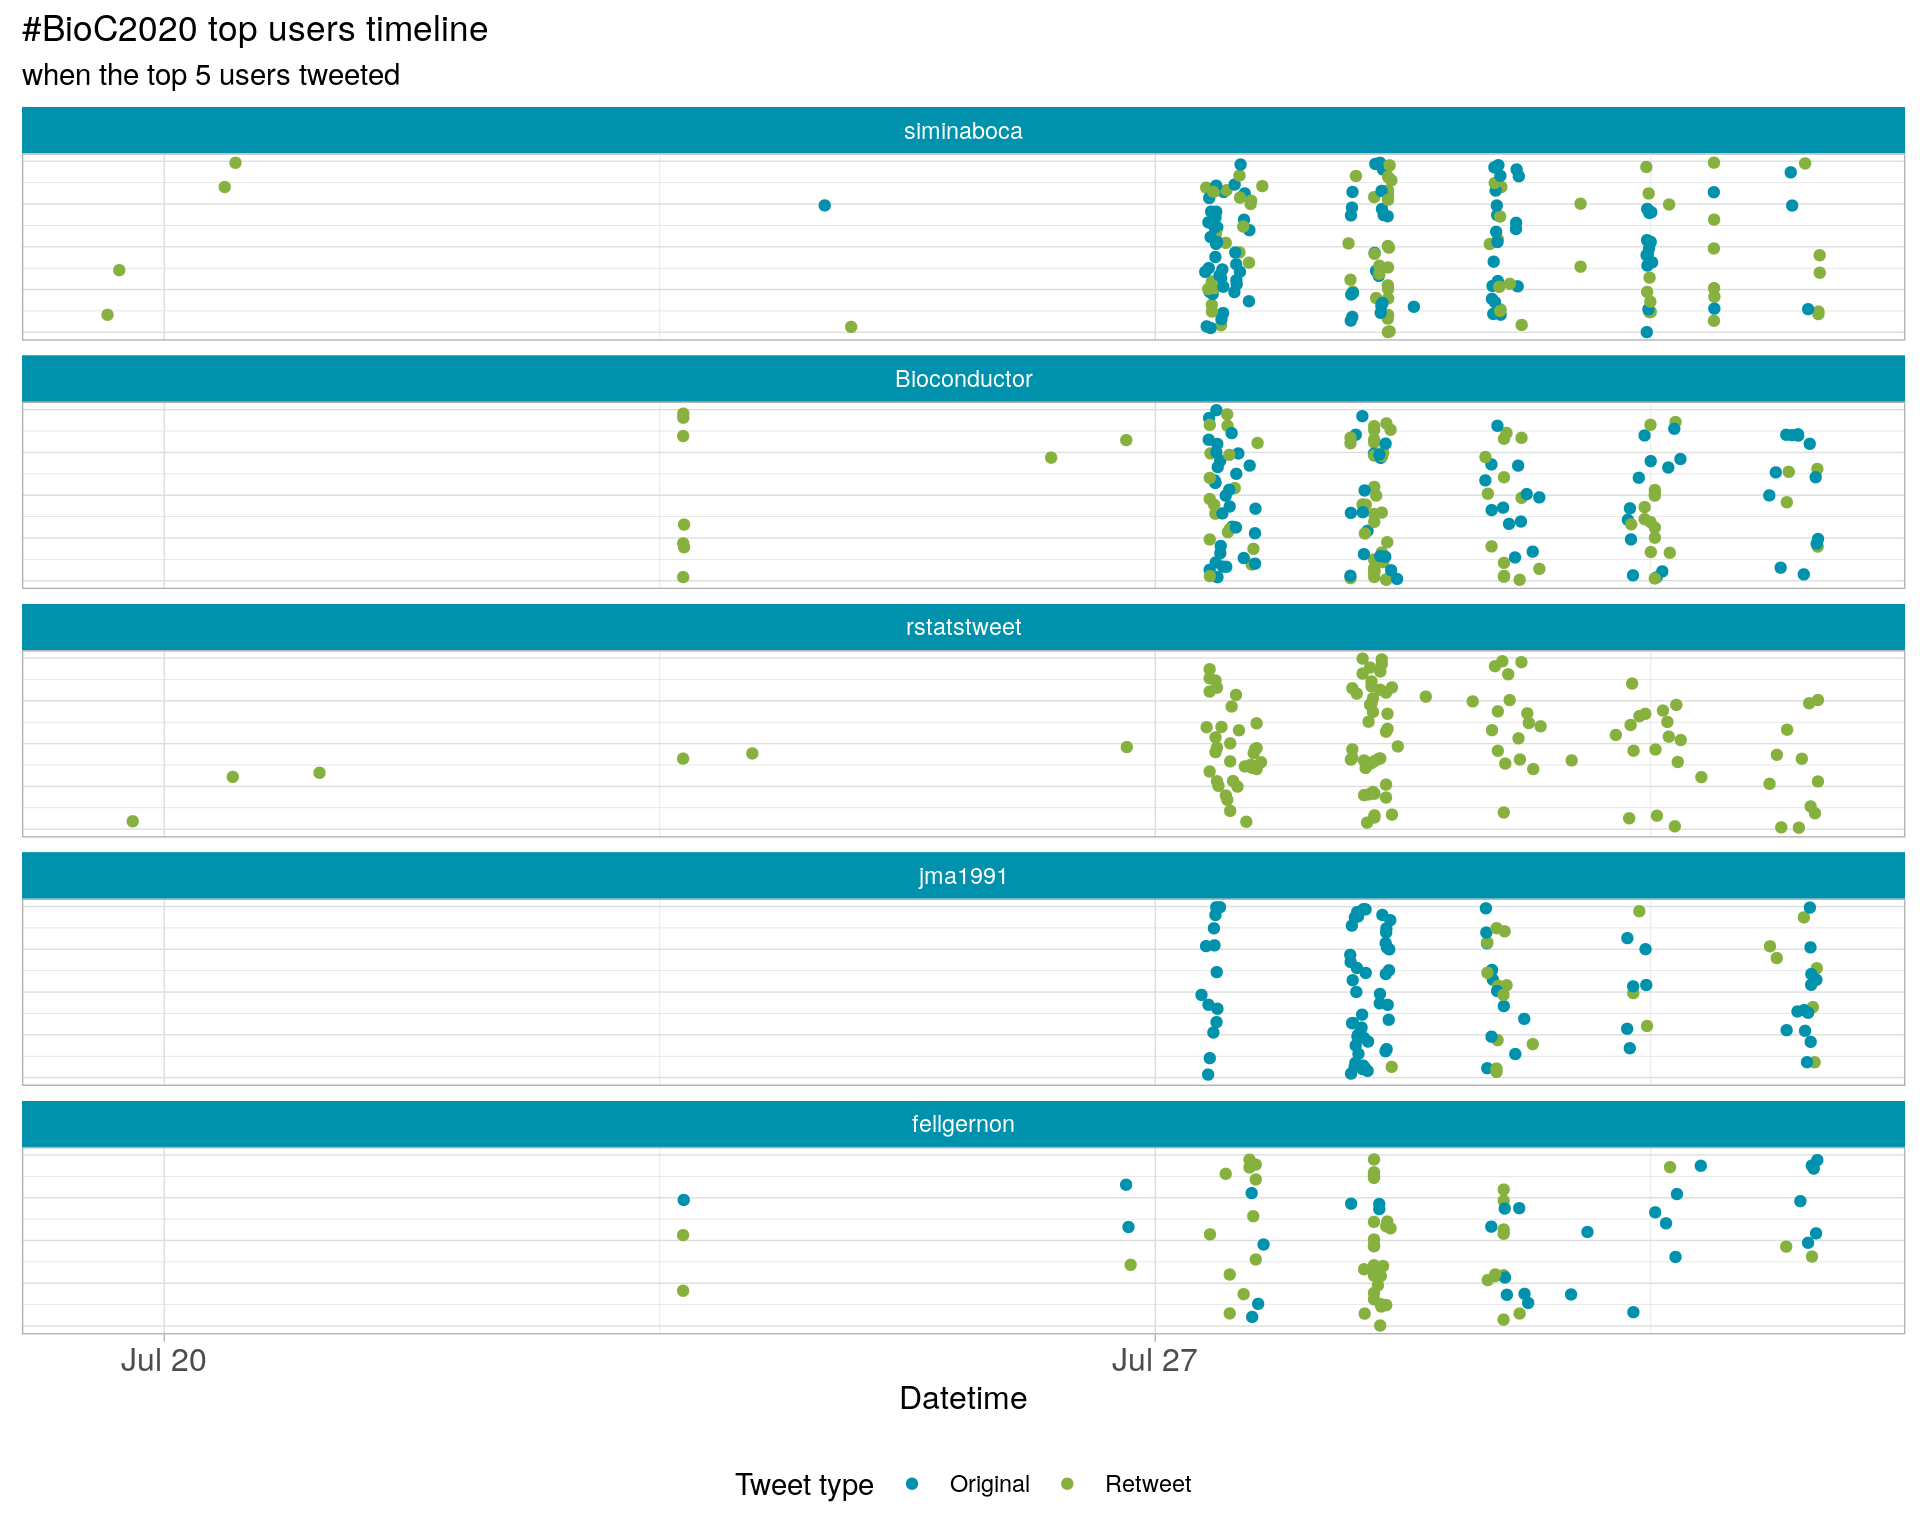 #BioC2020 top users timeline
when the top 5 users tweeted
siminaboca
Bioconductor
rstatstweet
jma1991
fellgernon
Jul 20 Jul 27
Datetime
Tweet type Original Retweet